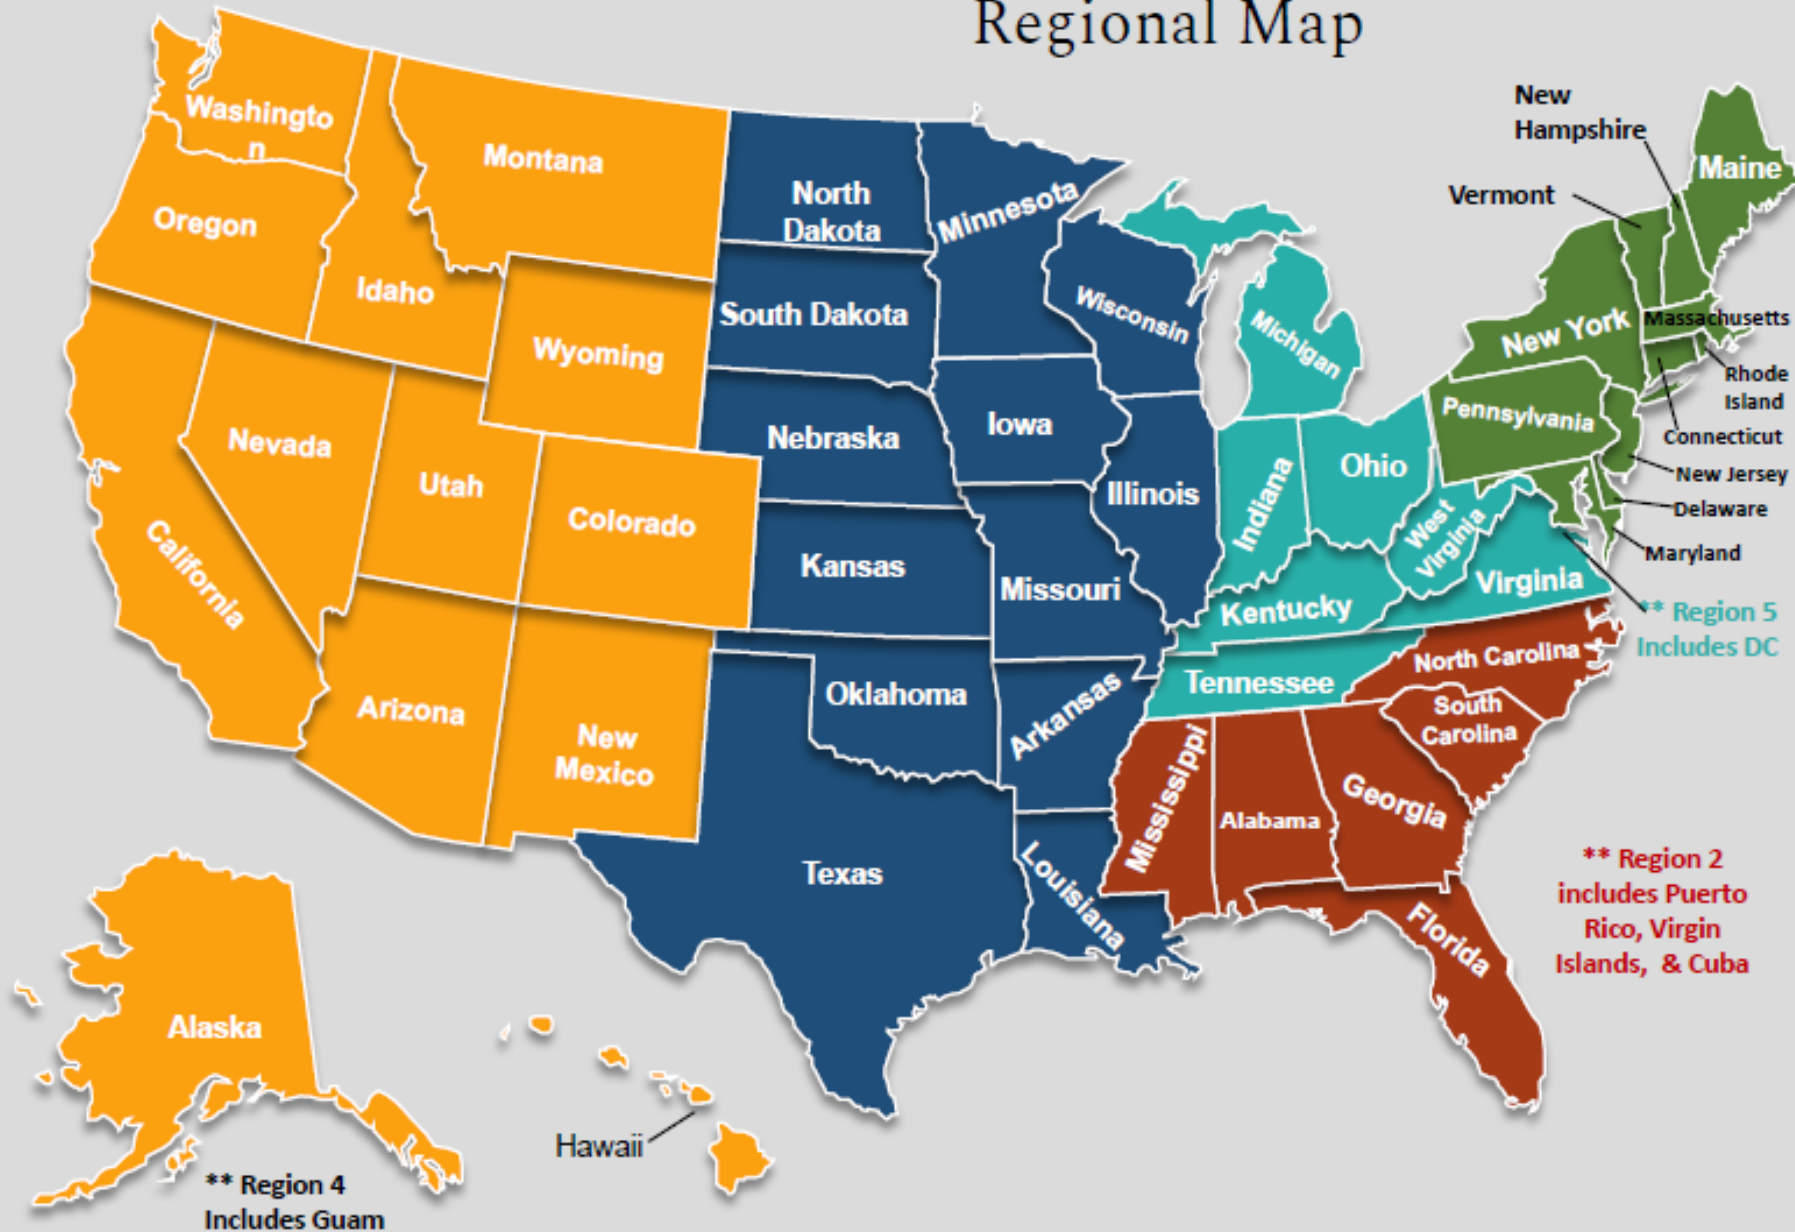 Regional Map
Washingto
n
Montana
Oregon
Idaho
Wyoming
Nevada
Utah
Colorado
California
Arizona
New
Mexico
North
Dakota
Minnesota
South Dakota
Wisconsin
Nebraska
Iowa
Illinois
Kansas
Missouri
Oklahoma
Arkansas
Texas
Louisiana
Michigan
Indiana
Ohio
West
Virginia
Virginia
Kentucky
Tennessee
New
Hampshire
Maine
Vermont
New York
Massachusetts
Rhode
Island
Pennsylvania
Connecticut
New Jersey
Delaware
Maryland
** Region 5
Includes DC
North Carolina
South
Carolina
Mississippi
Alabama
Georgia
Florida
** Region 2
includes Puerto
Rico, Virgin
Islands, & Cuba
Alaska
Hawaii
** Region 4
Includes Guam